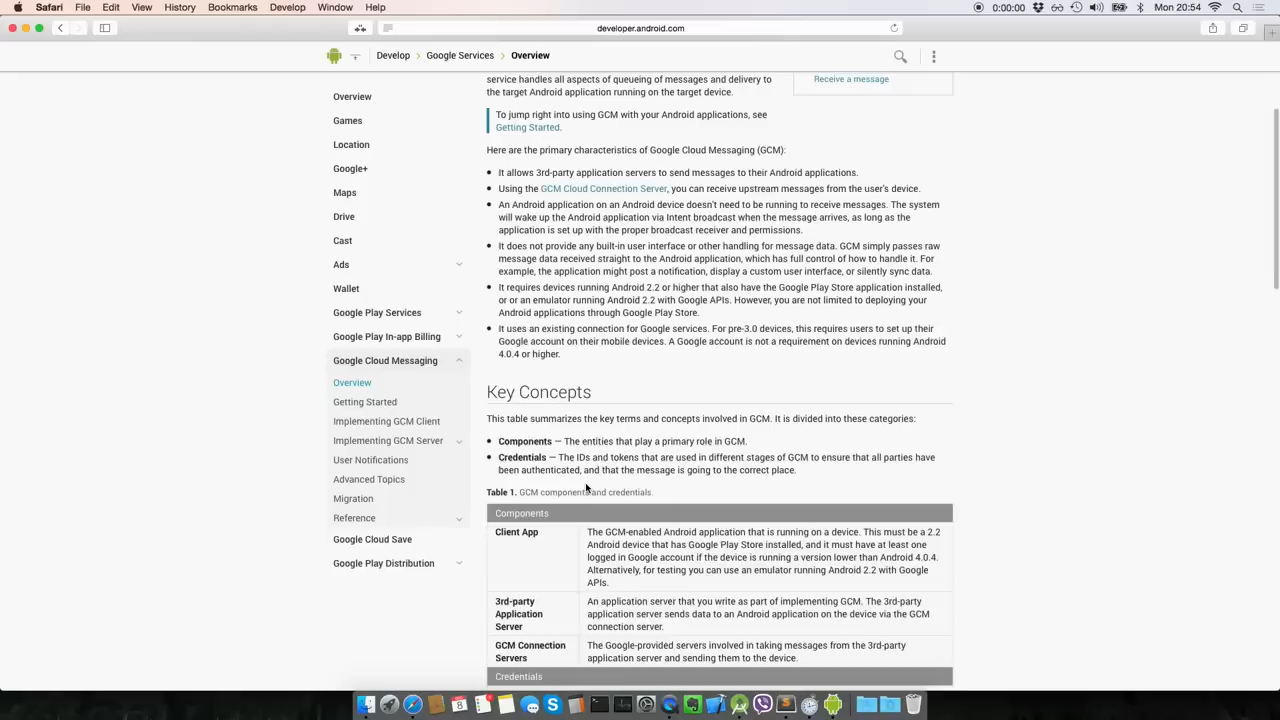 Safari File Edit View History Bookmarks Develop Window Help 0:00:00 Mon 20:54
developer.android.com
Develop > Google Services > Overview
Overview
Games
Location
Google+
Maps
Drive
Cast
Ads
Wallet
Google Play Services
Google Play In-app Billing
Google Cloud Messaging
Overview
Getting Started
Implementing GCM Client
Implementing GCM Server
User Notifications
Advanced Topics
Migration
Reference
Google Cloud Save
Google Play Distribution
service handles all aspects of queueing of messages and delivery to
the target Android application running on the target device.
Receive a message
To jump right into using GCM with your Android applications, see
Getting Started.
Here are the primary characteristics of Google Cloud Messaging (GCM):
• It allows 3rd-party application servers to send messages to their Android applications.
• Using the GCM Cloud Connection Server, you can receive upstream messages from the user's device.
• An Android application on an Android device doesn't need to be running to receive messages. The system
will wake up the Android application via Intent broadcast when the message arrives, as long as the
application is set up with the proper broadcast receiver and permissions.
• It does not provide any built-in user interface or other handling for message data. GCM simply passes raw
message data received straight to the Android application, which has full control of how to handle it. For
example, the application might post a notification, display a custom user interface, or silently sync data.
• It requires devices running Android 2.2 or higher that also have the Google Play Store application installed,
or or an emulator running Android 2.2 with Google APIs. However, you are not limited to deploying your
Android applications through Google Play Store.
• It uses an existing connection for Google services. For pre-3.0 devices, this requires users to set up their
Google account on their mobile devices. A Google account is not a requirement on devices running Android
4.0.4 or higher.
Key Concepts
This table summarizes the key terms and concepts involved in GCM. It is divided into these categories:
• Components — The entities that play a primary role in GCM.
• Credentials — The IDs and tokens that are used in different stages of GCM to ensure that all parties have
been authenticated, and that the message is going to the correct place.
Table 1. GCM components and credentials.
Components
Client App
The GCM-enabled Android application that is running on a device. This must be a 2.2
Android device that has Google Play Store installed, and it must have at least one
logged in Google account if the device is running a version lower than Android 4.0.4.
Alternatively, for testing you can use an emulator running Android 2.2 with Google
APIs.
3rd-party
Application
Server
An application server that you write as part of implementing GCM. The 3rd-party
application server sends data to an Android application on the device via the GCM
connection server.
GCM Connection
Servers
The Google-provided servers involved in taking messages from the 3rd-party
application server and sending them to the device.
Credentials
8